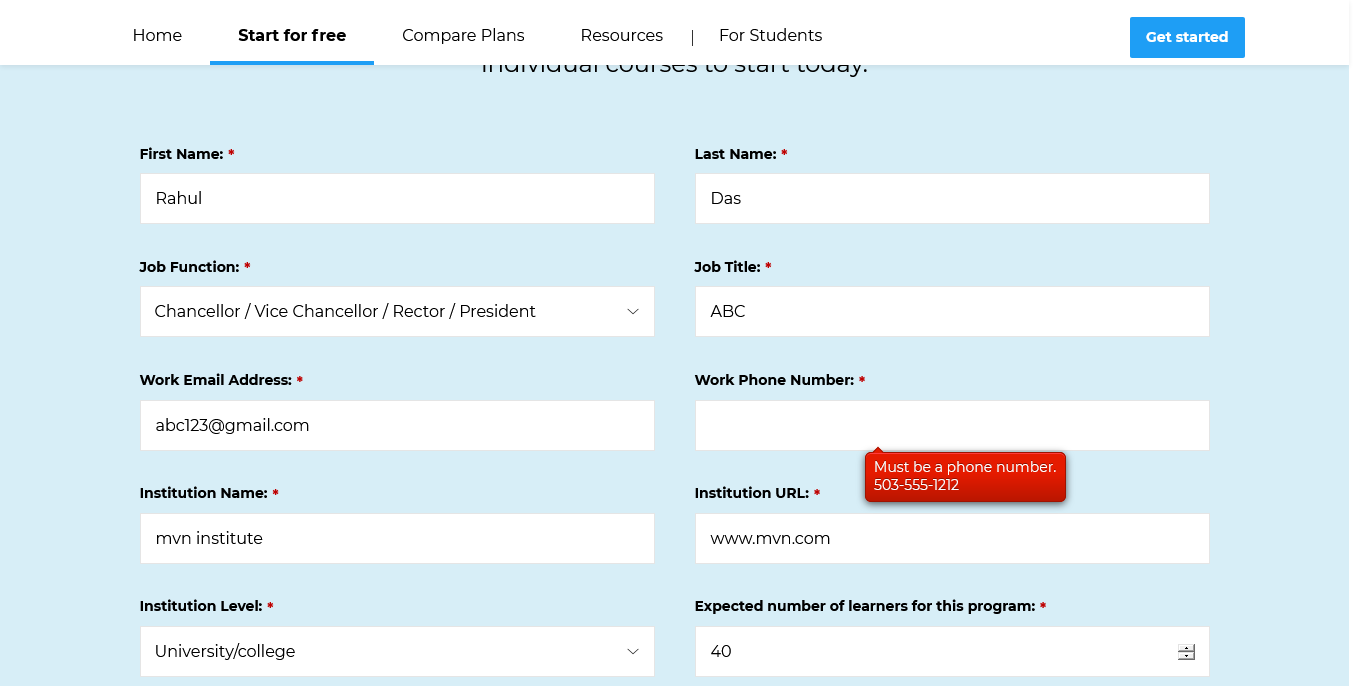 Home Start for free Compare Plans Resources | For Students Get started
individual courses to start today.
First Name: * Last Name: *
Rahul Das
Job Function: * Job Title: *
Chancellor / Vice Chancellor / Rector / President ABC
Work Email Address: * Work Phone Number: *
abc123@gmail.com
Must be a phone number.
503-555-1212
Institution Name: * Institution URL: *
mvn institute www.mvn.com
Institution Level: * Expected number of learners for this program: *
University/college 40